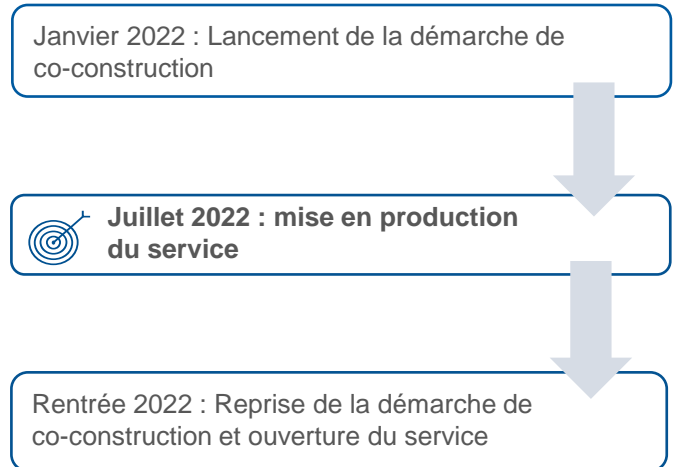 Janvier 2022 : Lancement de la démarche de
co-construction
Juillet 2022 : mise en production
du service
Rentrée 2022 : Reprise de la démarche de
co-construction et ouverture du service